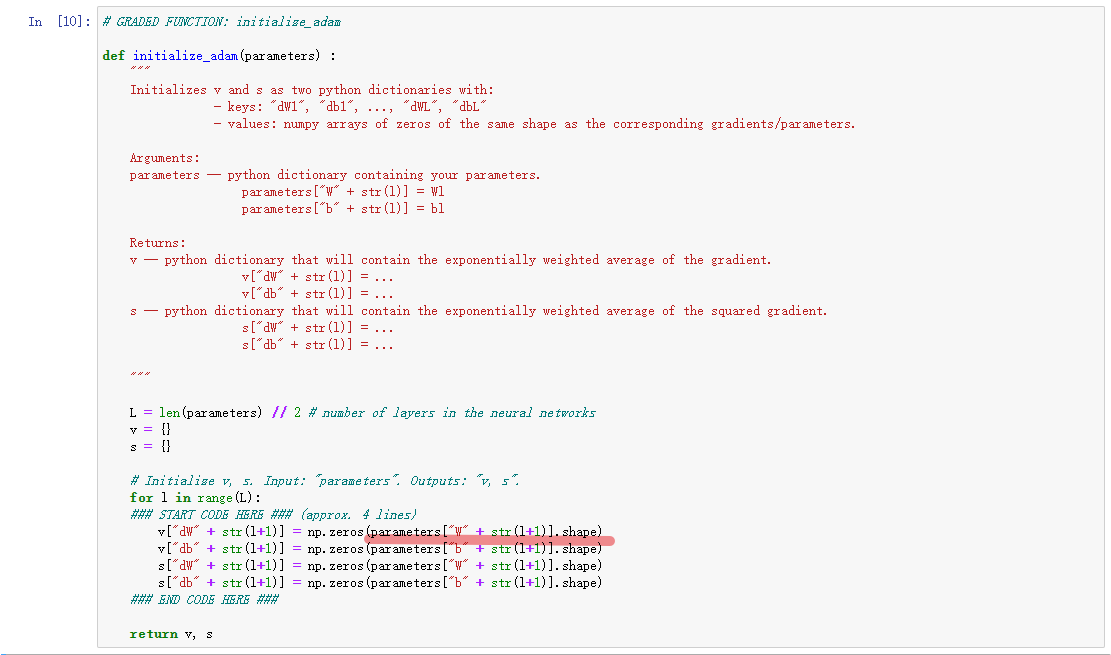 In [10]: # GRADED FUNCTION: initialize_adam
def initialize_adam(parameters) :
"""
Initializes v and s as two python dictionaries with:
- keys: "dW1", "db1", ..., "dWL", "dbL"
- values: numpy arrays of zeros of the same shape as the corresponding gradients/parameters.
Arguments:
parameters -- python dictionary containing your parameters.
parameters["W" + str(l)] = Wl
parameters["b" + str(l)] = bl
Returns:
v -- python dictionary that will contain the exponentially weighted average of the gradient.
v["dW" + str(l)] = ...
v["db" + str(l)] = ...
s -- python dictionary that will contain the exponentially weighted average of the squared gradient.
s["dW" + str(l)] = ...
s["db" + str(l)] = ...
"""
L = len(parameters) // 2 # number of layers in the neural networks
v = {}
s = {}
# Initialize v, s. Input: "parameters". Outputs: "v, s".
for l in range(L):
### START CODE HERE ### (approx. 4 lines)
v["dW" + str(l+1)] = np.zeros(parameters["W" + str(l+1)].shape)
v["db" + str(l+1)] = np.zeros(parameters["b" + str(l+1)].shape)
s["dW" + str(l+1)] = np.zeros(parameters["W" + str(l+1)].shape)
s["db" + str(l+1)] = np.zeros(parameters["b" + str(l+1)].shape)
### END CODE HERE ###
return v, s